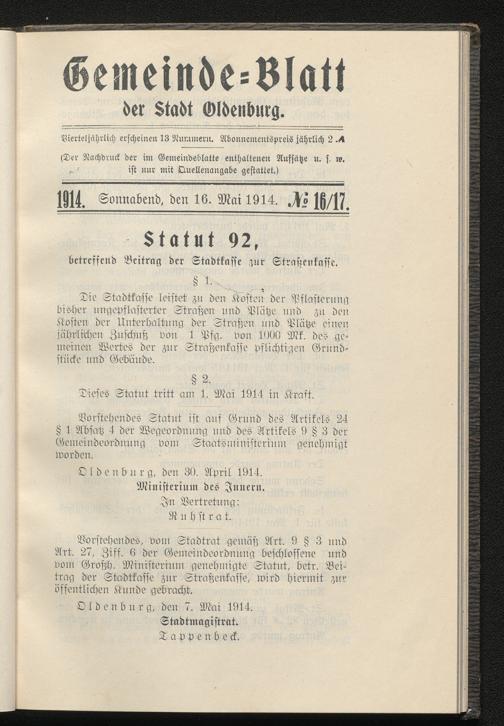 Gemeinde=Blatt
der Stadt Oldenburg.
Vierteljährlich erscheinen 13 Nummern. Abonnementspreis jährlich 2 ℳ
(Der Nachdruck der im Gemeindeblatte enthaltenen Aufsätze u. s. w.
ist nur mit Quellenangabe gestattet.)
1914. Sonnabend, den 16. Mai 1914. № 16/17.
Statut 92,
betreffend Beitrag der Stadtkasse zur Straßenkasse.
§ 1.
Die Stadtkasse leistet zu den Kosten der Pflasterung
bisher ungepflasterter Straßen und Plätze und zu den
Kosten der Unterhaltung der Straßen und Plätze einen
jährlichen Zuschuß von 1 Pfg. von 1000 Mk. des ge-
meinen Wertes der zur Straßenkasse pflichtigen Grund-
stücke und Gebäude.
§ 2.
Dieses Statut tritt am 1. Mai 1914 in Kraft.
Vorstehendes Statut ist auf Grund des Artikels 24
§ 1 Absatz 4 der Wegeordnung und des Artikels 9 § 3 der
Gemeindeordnung vom Staatsministerium genehmigt
worden.
Oldenburg, den 30. April 1914.
Ministerium des Innern.
In Vertretung:
Ruhstrat.
Vorstehendes, vom Stadtrat gemäß Art. 9 § 3 und
Art. 27, Ziff. 6 der Gemeindeordnung beschlossene und
vom Großh. Ministerium genehmigte Statut, betr. Bei-
trag der Stadtkasse zur Straßenkasse, wird hiermit zur
öffentlichen Kunde gebracht.
Oldenburg, den 7. Mai 1914.
Stadtmagistrat.
Tappenbeck.